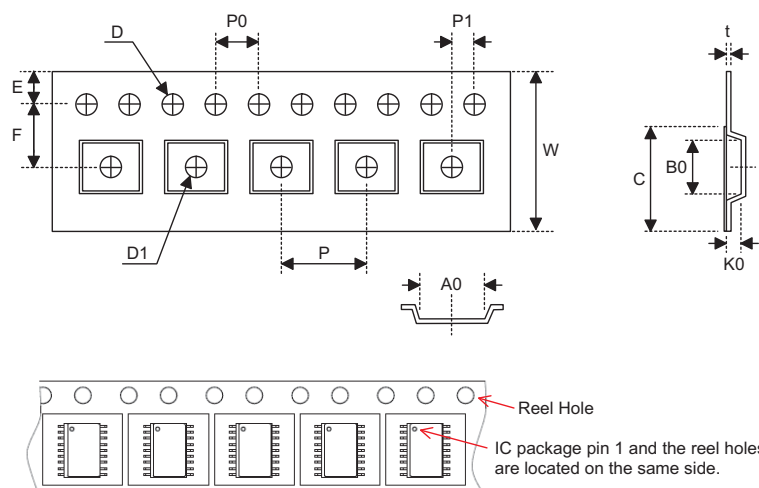 D
P0
P1
t
E
F
W
C
B0
D1
P
K0
A0
Reel Hole
IC package pin 1 and the reel holes
are located on the same side.